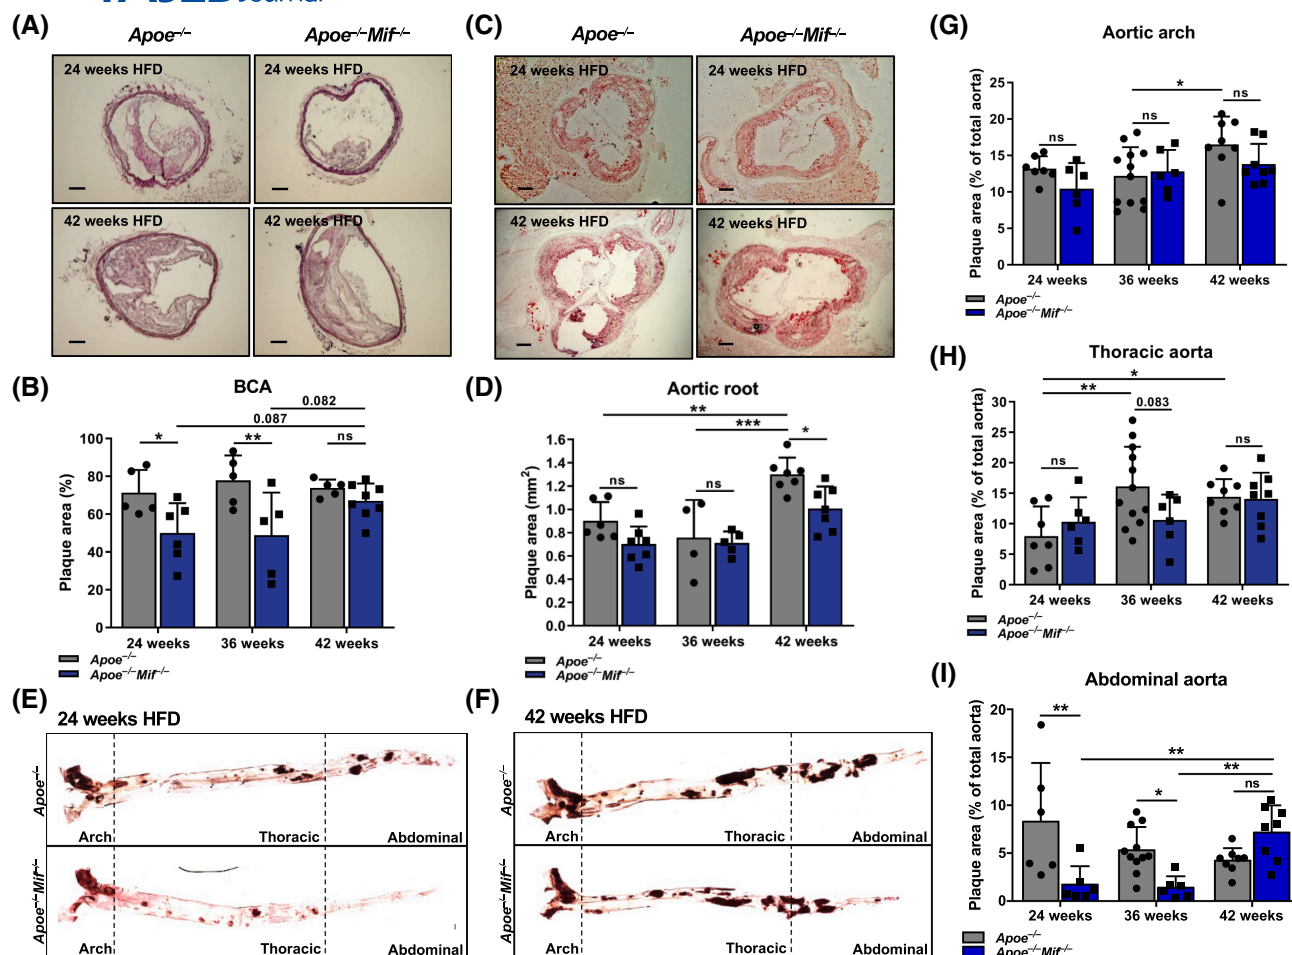 Journal
(A)
Apoe−/−
Apoe−/−Mif−/−
24 weeks HFD
24 weeks HFD
42 weeks HFD
42 weeks HFD
(C)
Apoe−/−
Apoe−/−Mif−/−
24 weeks HFD
24 weeks HFD
42 weeks HFD
42 weeks HFD
(G)
Aortic arch
Plaque area (% of total aorta)
25
20
15
10
5
0
ns
ns
*
ns
24 weeks
36 weeks
42 weeks
Apoe−/−
Apoe−/−Mif−/−
(B)
BCA
Plaque area (%)
100
80
60
40
20
0
0.082
0.087
*
**
ns
24 weeks
36 weeks
42 weeks
Apoe−/−
Apoe−/−Mif−/−
(D)
Aortic root
Plaque area (mm2)
1.6
1.4
1.2
1.0
0.8
0.6
0.4
0.2
0.0
**
***
*
ns
ns
24 weeks
36 weeks
42 weeks
Apoe−/−
Apoe−/−Mif−/−
(H)
Thoracic aorta
Plaque area (% of total aorta)
30
25
20
15
10
5
0
*
**
0.083
ns
ns
24 weeks
36 weeks
42 weeks
Apoe−/−
Apoe−/−Mif−/−
(E)
24 weeks HFD
Apoe−/−
Arch
Thoracic
Abdominal
Apoe−/−Mif−/−
Arch
Thoracic
Abdominal
(F)
42 weeks HFD
Apoe−/−
Arch
Thoracic
Abdominal
Apoe−/−Mif−/−
Arch
Thoracic
Abdominal
(I)
Abdominal aorta
Plaque area (% of total aorta)
20
15
10
5
0
**
**
**
*
ns
24 weeks
36 weeks
42 weeks
Apoe−/−
Apoe−/−Mif−/−